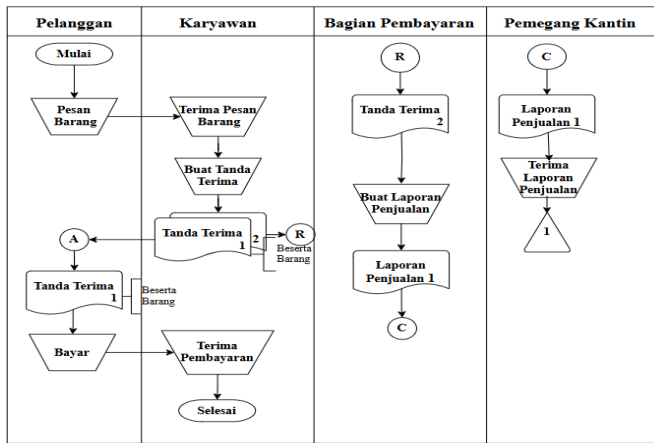 Pelanggan
Karyawan
Bagian Pembayaran
Pemegang Kantin
Mulai
Pesan
Barang
Terima Pesan
Barang
Buat Tanda
Terima
Tanda Terima
1
2
Beserta
Barang
R
A
Tanda Terima
1
Beserta
Barang
Bayar
Terima
Pembayaran
Selesai
R
Tanda Terima
2
Buat Laporan
Penjualan
Laporan
Penjualan 1
C
C
Laporan
Penjualan 1
Terima
Laporan
Penjualan
1